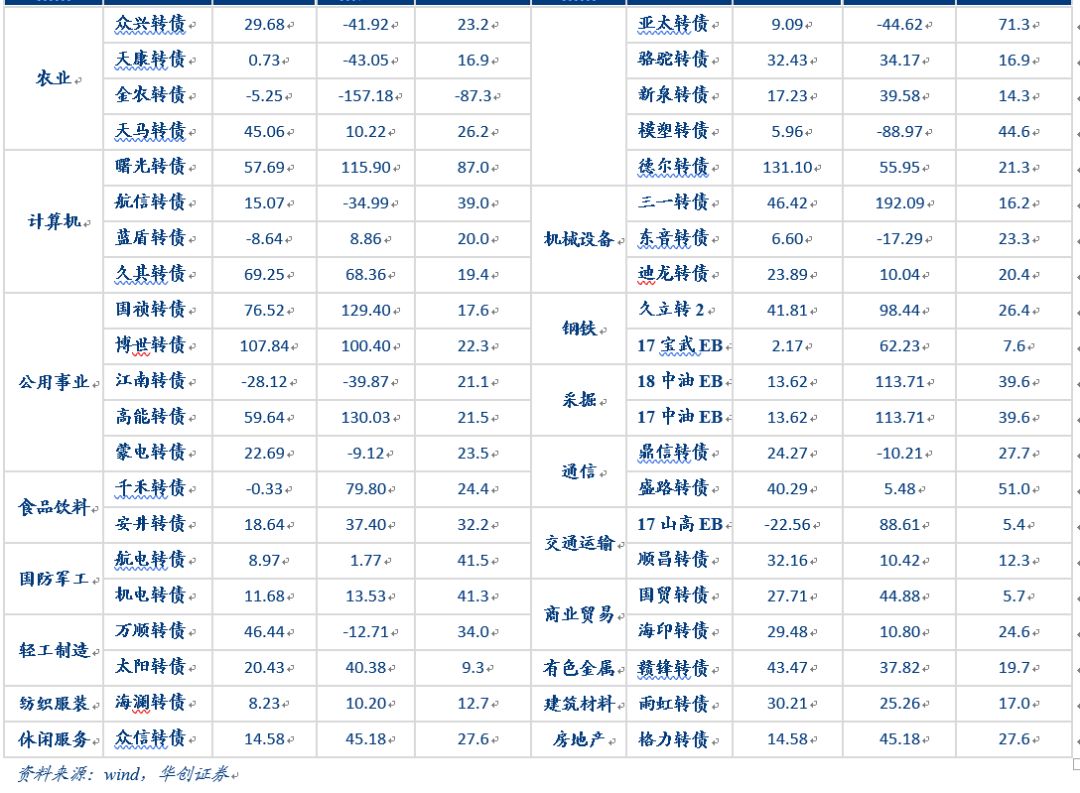 众兴转债 29.68 -41.92 23.2 亚太转债 9.09 -44.62 71.3
农业 天康转债 0.73 -43.05 16.9 骆驼转债 32.43 34.17 16.9
金农转债 -5.25 -157.18 -87.3 新泉转债 17.23 39.58 14.3
天马转债 45.06 10.22 26.2 模塑转债 5.96 -88.97 44.6
曙光转债 57.69 115.90 87.0 德尔转债 131.10 55.95 21.3
计算机 航信转债 15.07 -34.99 39.0 三一转债 46.42 192.09 16.2
蓝盾转债 -8.64 8.86 20.0 机械设备 东音转债 6.60 -17.29 23.3
久其转债 69.25 68.36 19.4 迪龙转债 23.89 10.04 20.4
国祯转债 76.52 129.40 17.6 钢铁 久立转2 41.81 98.44 26.4
博世转债 107.84 100.40 22.3 17宝武EB 2.17 62.23 7.6
公用事业 江南转债 -28.12 -39.87 21.1 采掘 18中油EB 13.62 113.71 39.6
高能转债 59.64 130.03 21.5 17中油EB 13.62 113.71 39.6
蒙电转债 22.69 -9.12 23.5 通信 鼎信转债 24.27 -10.21 27.7
食品饮料 千禾转债 -0.33 79.80 24.4 盛路转债 40.29 5.48 51.0
安井转债 18.64 37.40 32.2 交通运输 17山高EB -22.56 88.61 5.4
国防军工 航电转债 8.97 1.77 41.5 顺昌转债 32.16 10.42 12.3
机电转债 11.68 13.53 41.3 商业贸易 国贸转债 27.71 44.88 5.7
轻工制造 万顺转债 46.44 -12.71 34.0 海印转债 29.48 10.80 24.6
太阳转债 20.43 40.38 9.3 有色金属 赣锋转债 43.47 37.82 19.7
纺织服装 海澜转债 8.23 10.20 12.7 建筑材料 雨虹转债 30.21 25.26 17.0
休闲服务 众信转债 14.58 45.18 27.6 房地产 格力转债 14.58 45.18 27.6
资料来源：wind，华创证券